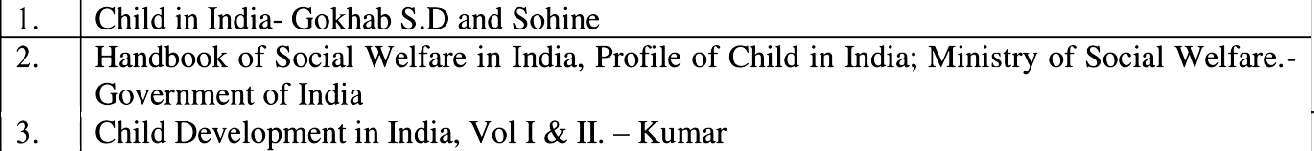 1. Child in India- Gokhab S.D and Sohine
2. Handbook of Social Welfare in India, Profile of Child in India; Ministry of Social Welfare.-
Government of India
3. Child Development in India, Vol I & II. – Kumar